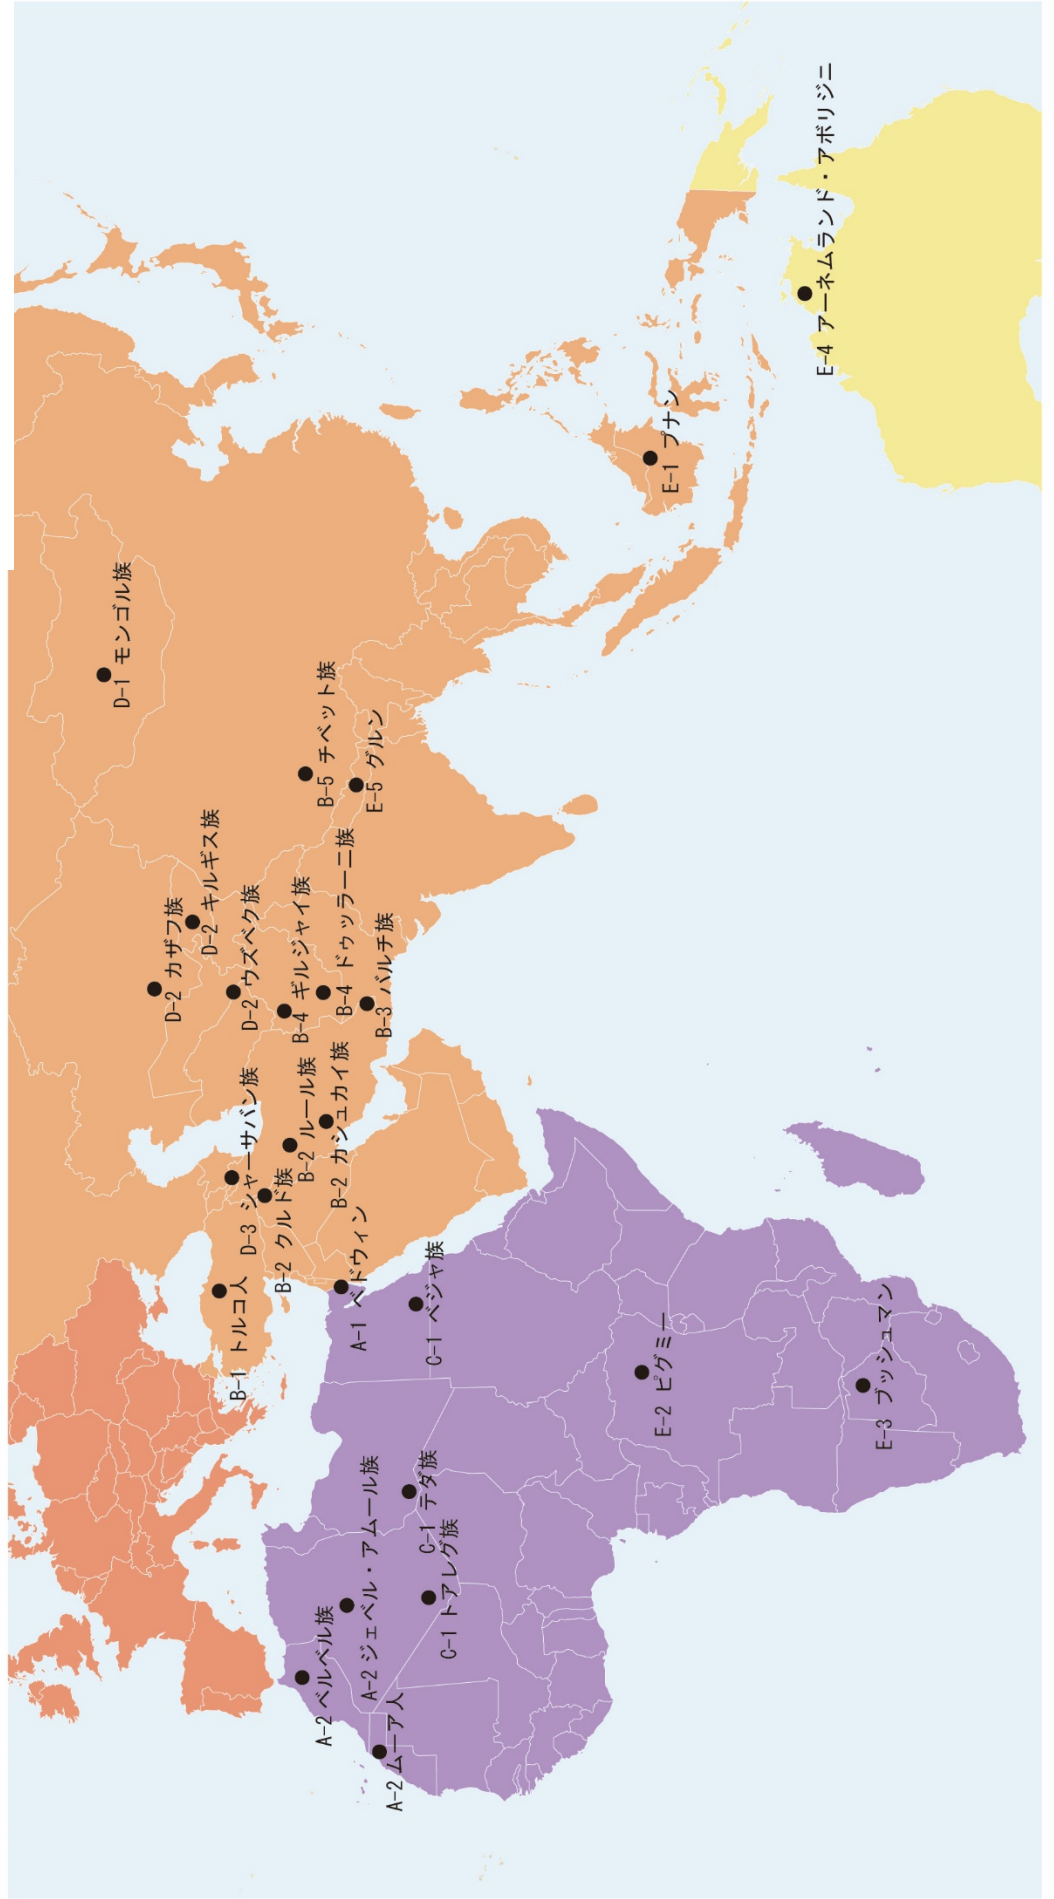 A-2 ムーア人
A-2 ベルベル族
A-2 ジェベル・アムール族
C-1 トアレグ族
C-1 テダ族
B-1 トルコ人
A-1 ベドウィン
C-1 ベジャ族
E-2 ピグミー
E-3 ブッシュマン
D-3 シャーサバン族
B-2 クルド族
B-2 ルール族
B-2 カシュカイ族
D-2 カザフ族
D-2 キルギス族
D-2 ウズベク族
B-4 ギルジャイ族
B-4 ドゥッラーニ族
B-3 バルチ族
B-5 チベット族
E-5 グルン
D-1 モンゴル族
E-1 プナン
E-4 アーネムランド・アボリジニ